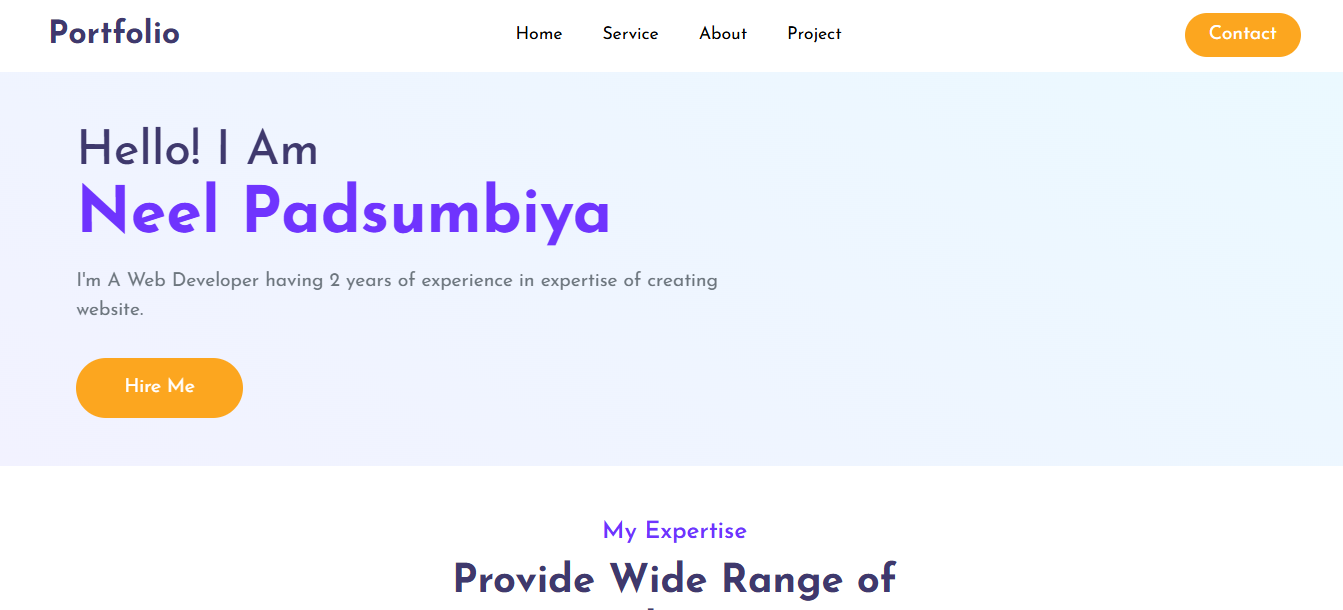 Portfolio
Home Service About Project
Contact
Hello! I Am
Neel Padsumbiya
I'm A Web Developer having 2 years of experience in expertise of creating
website.
Hire Me
My Expertise
Provide Wide Range of